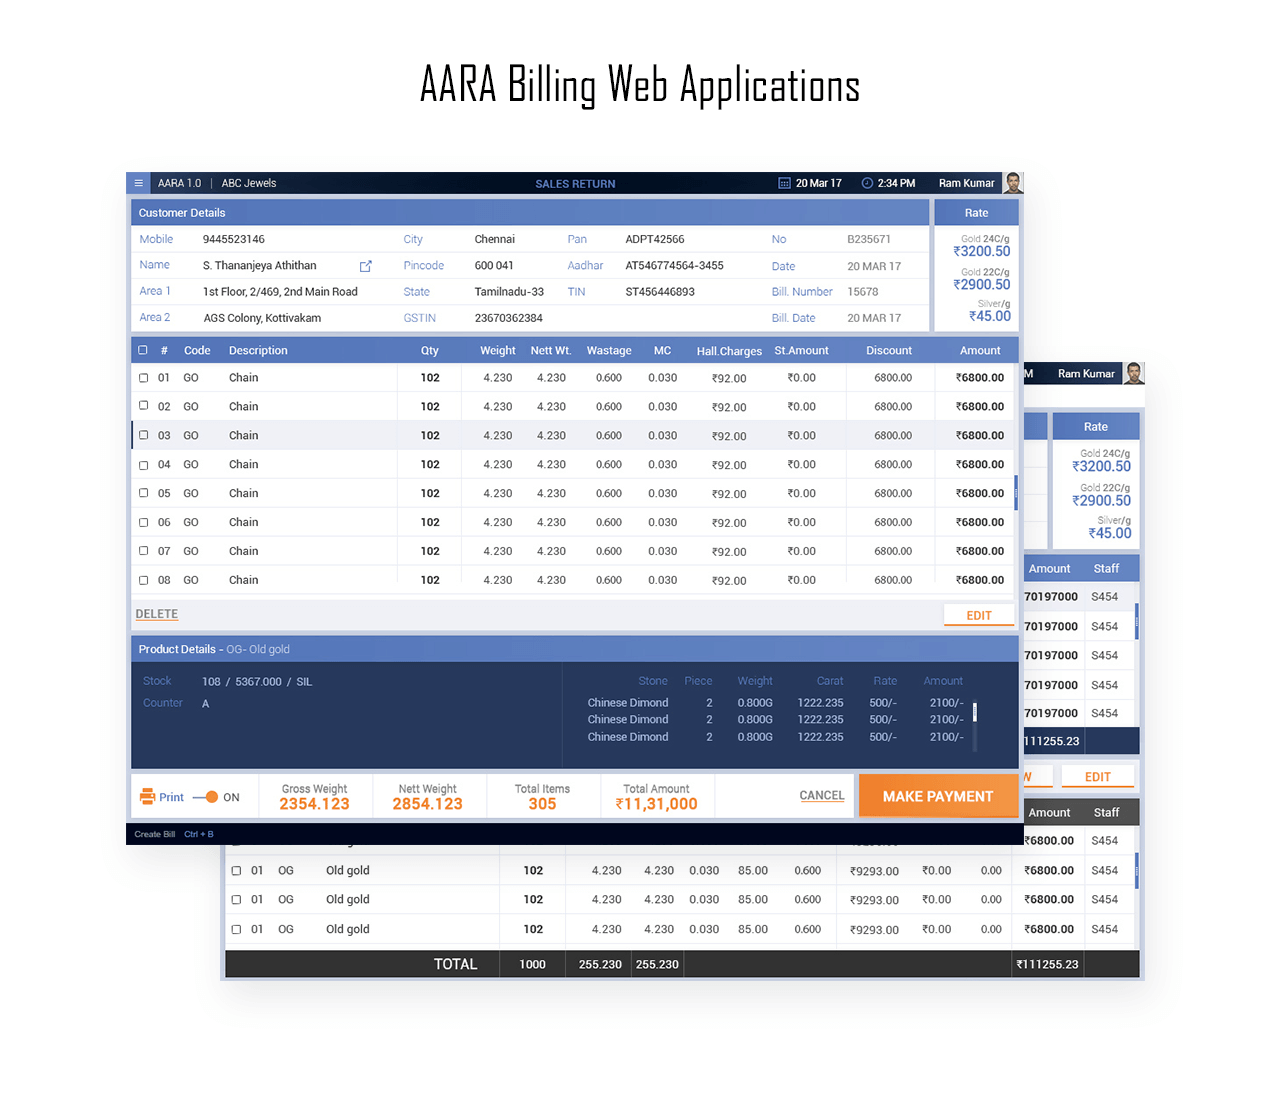 AARA Billing Web Applications
AARA 1.0 | ABC Jewels SALES RETURN 20 Mar 17 2:34 PM Ram Kumar
Customer Details Rate
Mobile 9445523146 City Chennai Pan ADPT42566 No B235671
Name S. Thananjeya Athithan Pincode 600 041 Aadhar AT546774564-3455 Date 20 MAR 17
Area 1 1st Floor, 2/469, 2nd Main Road State Tamilnadu-33 TIN ST456446893 Bill. Number 15678
Area 2 AGS Colony, Kottivakam GSTIN 23670362384 Bill. Date 20 MAR 17
Gold 24C/g
₹3200.50
Gold 22C/g
₹2900.50
Silver/g
₹45.00
# Code Description Qty Weight Nett Wt. Wastage MC Hall.Charges St.Amount Discount Amount
01 GO Chain 102 4.230 4.230 0.600 0.030 ₹92.00 ₹0.00 6800.00 ₹6800.00
02 GO Chain 102 4.230 4.230 0.600 0.030 ₹92.00 ₹0.00 6800.00 ₹6800.00
03 GO Chain 102 4.230 4.230 0.600 0.030 ₹92.00 ₹0.00 6800.00 ₹6800.00
04 GO Chain 102 4.230 4.230 0.600 0.030 ₹92.00 ₹0.00 6800.00 ₹6800.00
05 GO Chain 102 4.230 4.230 0.600 0.030 ₹92.00 ₹0.00 6800.00 ₹6800.00
06 GO Chain 102 4.230 4.230 0.600 0.030 ₹92.00 ₹0.00 6800.00 ₹6800.00
07 GO Chain 102 4.230 4.230 0.600 0.030 ₹92.00 ₹0.00 6800.00 ₹6800.00
08 GO Chain 102 4.230 4.230 0.600 0.030 ₹92.00 ₹0.00 6800.00 ₹6800.00
DELETE EDIT
Product Details - OG- Old gold
Stock 108 / 5367.000 / SIL
Counter A
Stone Piece Weight Carat Rate Amount
Chinese Dimond 2 0.800G 1222.235 500/- 2100/-
Chinese Dimond 2 0.800G 1222.235 500/- 2100/-
Chinese Dimond 2 0.800G 1222.235 500/- 2100/-
Print ON
Gross Weight
2354.123
Nett Weight
2854.123
Total Items
305
Total Amount
₹11,31,000
CANCEL MAKE PAYMENT
Create Bill Ctrl + B
M Ram Kumar
Rate
Gold 24C/g
₹3200.50
Gold 22C/g
₹2900.50
Silver/g
₹45.00
Amount Staff
70197000 S454
70197000 S454
70197000 S454
70197000 S454
70197000 S454
111255.23
W EDIT
Amount Staff
₹6800.00 S454
01 OG Old gold 102 4.230 4.230 0.030 85.00 0.600 ₹9293.00 ₹0.00 0.00 ₹6800.00 S454
01 OG Old gold 102 4.230 4.230 0.030 85.00 0.600 ₹9293.00 ₹0.00 0.00 ₹6800.00 S454
01 OG Old gold 102 4.230 4.230 0.030 85.00 0.600 ₹9293.00 ₹0.00 0.00 ₹6800.00 S454
TOTAL 1000 255.230 255.230 ₹111255.23